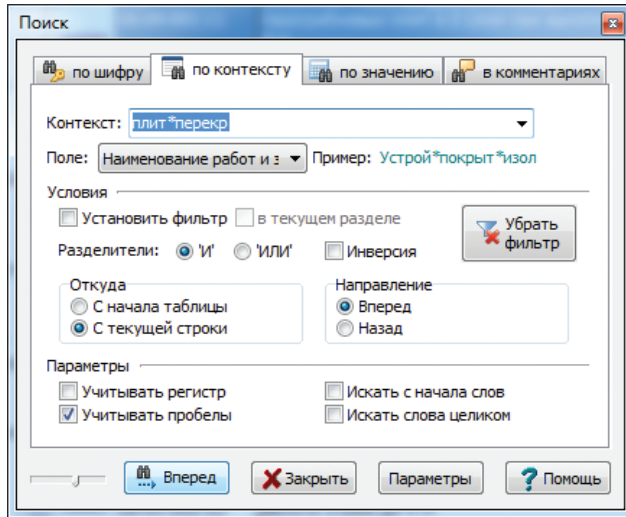 Поиск
по шифру по контексту по значению в комментариях
Контекст: плит*перекр
Поле: Наименование работ и з Пример: Устрой*покрыт*изол
Условия
Установить фильтр в текущем разделе
Убрать фильтр
Разделители: 'И' 'ИЛИ' Инверсия
Откуда Направление
С начала таблицы Вперед
С текущей строки Назад
Параметры
Учитывать регистр Искать с начала слов
Учитывать пробелы Искать слова целиком
Вперед Закрыть Параметры Помощь